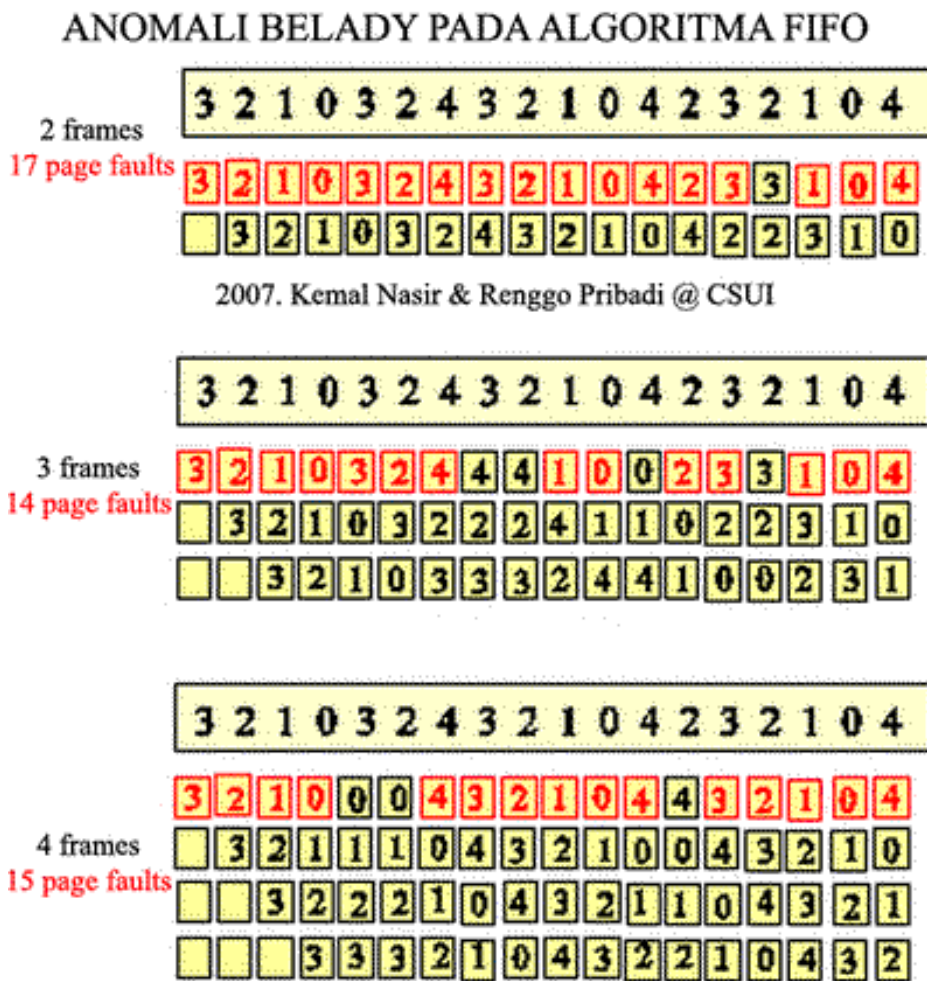 ANOMALI BELADY PADA ALGORITMA FIFO
3 2 1 0 3 2 4 3 2 1 0 4 2 3 2 1 0 4
2 frames
17 page faults
3 2 1 0 3 2 4 3 2 1 0 4 2 3 3 1 0 4
3 2 1 0 3 2 4 3 2 1 0 4 2 2 3 1 0
2007. Kemal Nasir & Renggo Pribadi @ CSUI
3 2 1 0 3 2 4 3 2 1 0 4 2 3 2 1 0 4
3 frames
14 page faults
3 2 1 0 3 2 4 4 4 1 0 0 2 3 3 1 0 4
3 2 1 0 3 2 2 2 4 1 1 0 2 2 3 1 0
3 2 1 0 3 3 3 2 4 4 1 0 0 2 3 1
3 2 1 0 3 2 4 3 2 1 0 4 2 3 2 1 0 4
3 2 1 0 0 0 4 3 2 1 0 4 4 3 2 1 0 4
4 frames
15 page faults
3 2 1 1 1 0 4 3 2 1 0 0 4 3 2 1 0
3 2 2 2 1 0 4 3 2 1 1 0 4 3 2 1
3 3 3 2 1 0 4 3 2 2 1 0 4 3 2